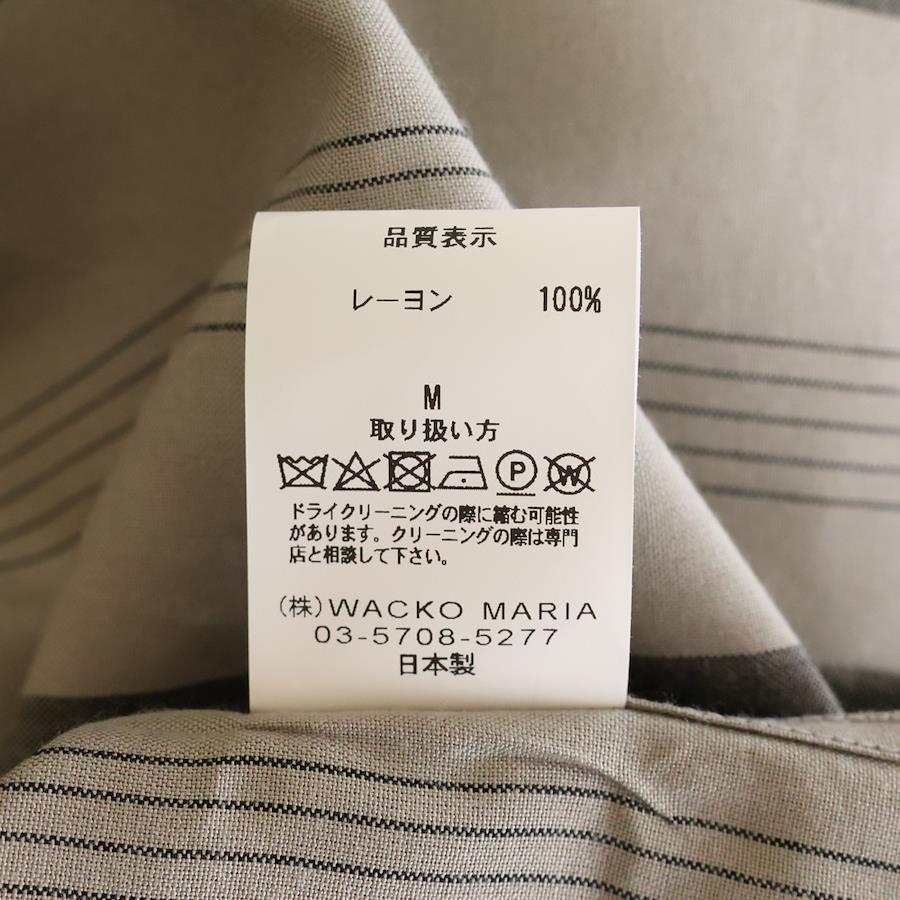 品質表示
レーヨン 100%
M
取り扱い方
P W
ドライクリーニングの際に縮む可能性
があります。クリーニングの際は専門
店と相談して下さい。
(株)WACKO MARIA
03-5708-5277
日本製